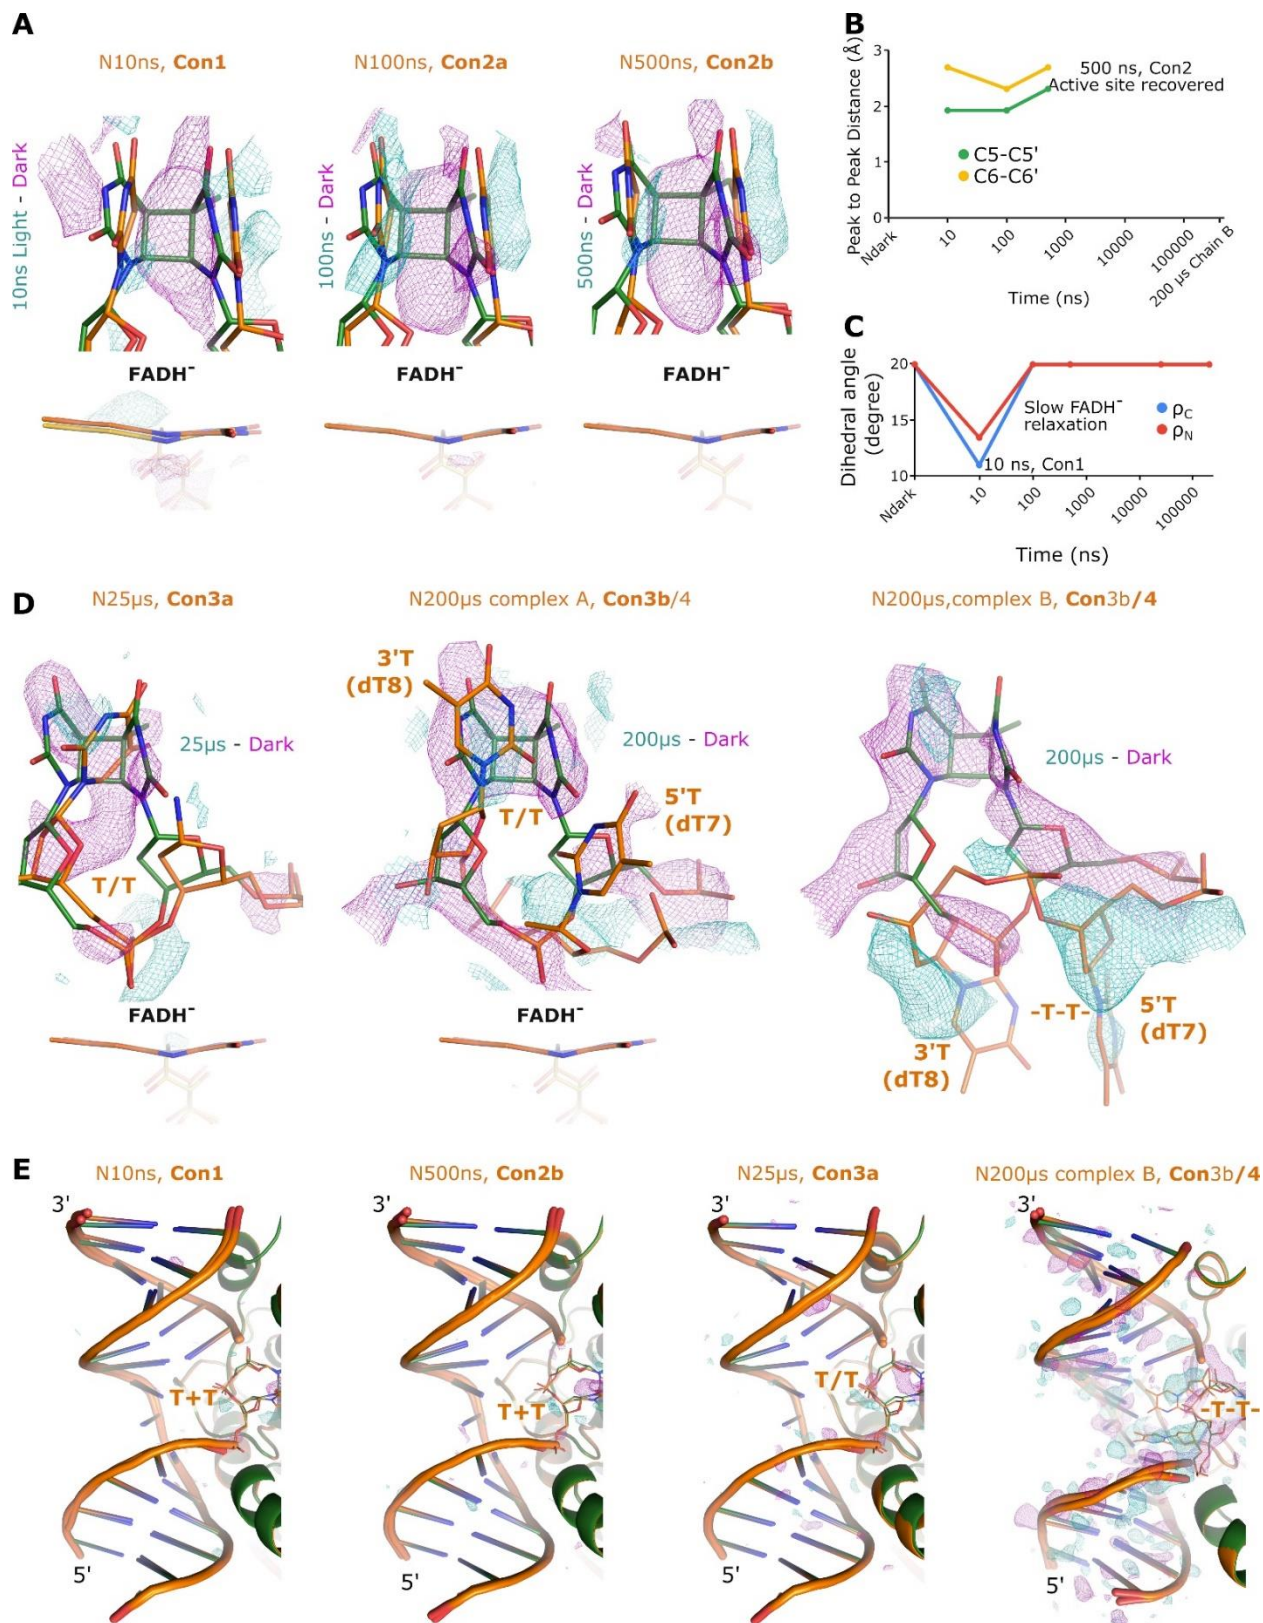 A
N10ns, Con1
N100ns, Con2a
N500ns, Con2b
10ns Light - Dark
100ns - Dark
500ns - Dark
FADH⁻
FADH⁻
FADH⁻
B
Peak to Peak Distance (Å)
3
2
1
0
500 ns, Con2
Active site recovered
C5-C5'
C6-C6'
Ndark
10
100
1000
10000
100000
200 µs Chain B
Time (ns)
C
Dihedral angle
(degree)
20
15
10
Slow FADH⁻
relaxation
10 ns, Con1
ρC
ρN
Ndark
10
100
1000
10000
100000
Time (ns)
D
N25µs, Con3a
N200µs complex A, Con3b/4
N200µs,complex B, Con3b/4
25µs - Dark
T/T
FADH⁻
3'T
(dT8)
200µs - Dark
T/T
5'T
(dT7)
FADH⁻
200µs - Dark
-T-T-
5'T
(dT7)
3'T
(dT8)
E
N10ns, Con1
N500ns, Con2b
N25µs, Con3a
N200µs complex B, Con3b/4
3'
3'
3'
3'
T+T
T+T
T/T
-T-T-
5'
5'
5'
5'